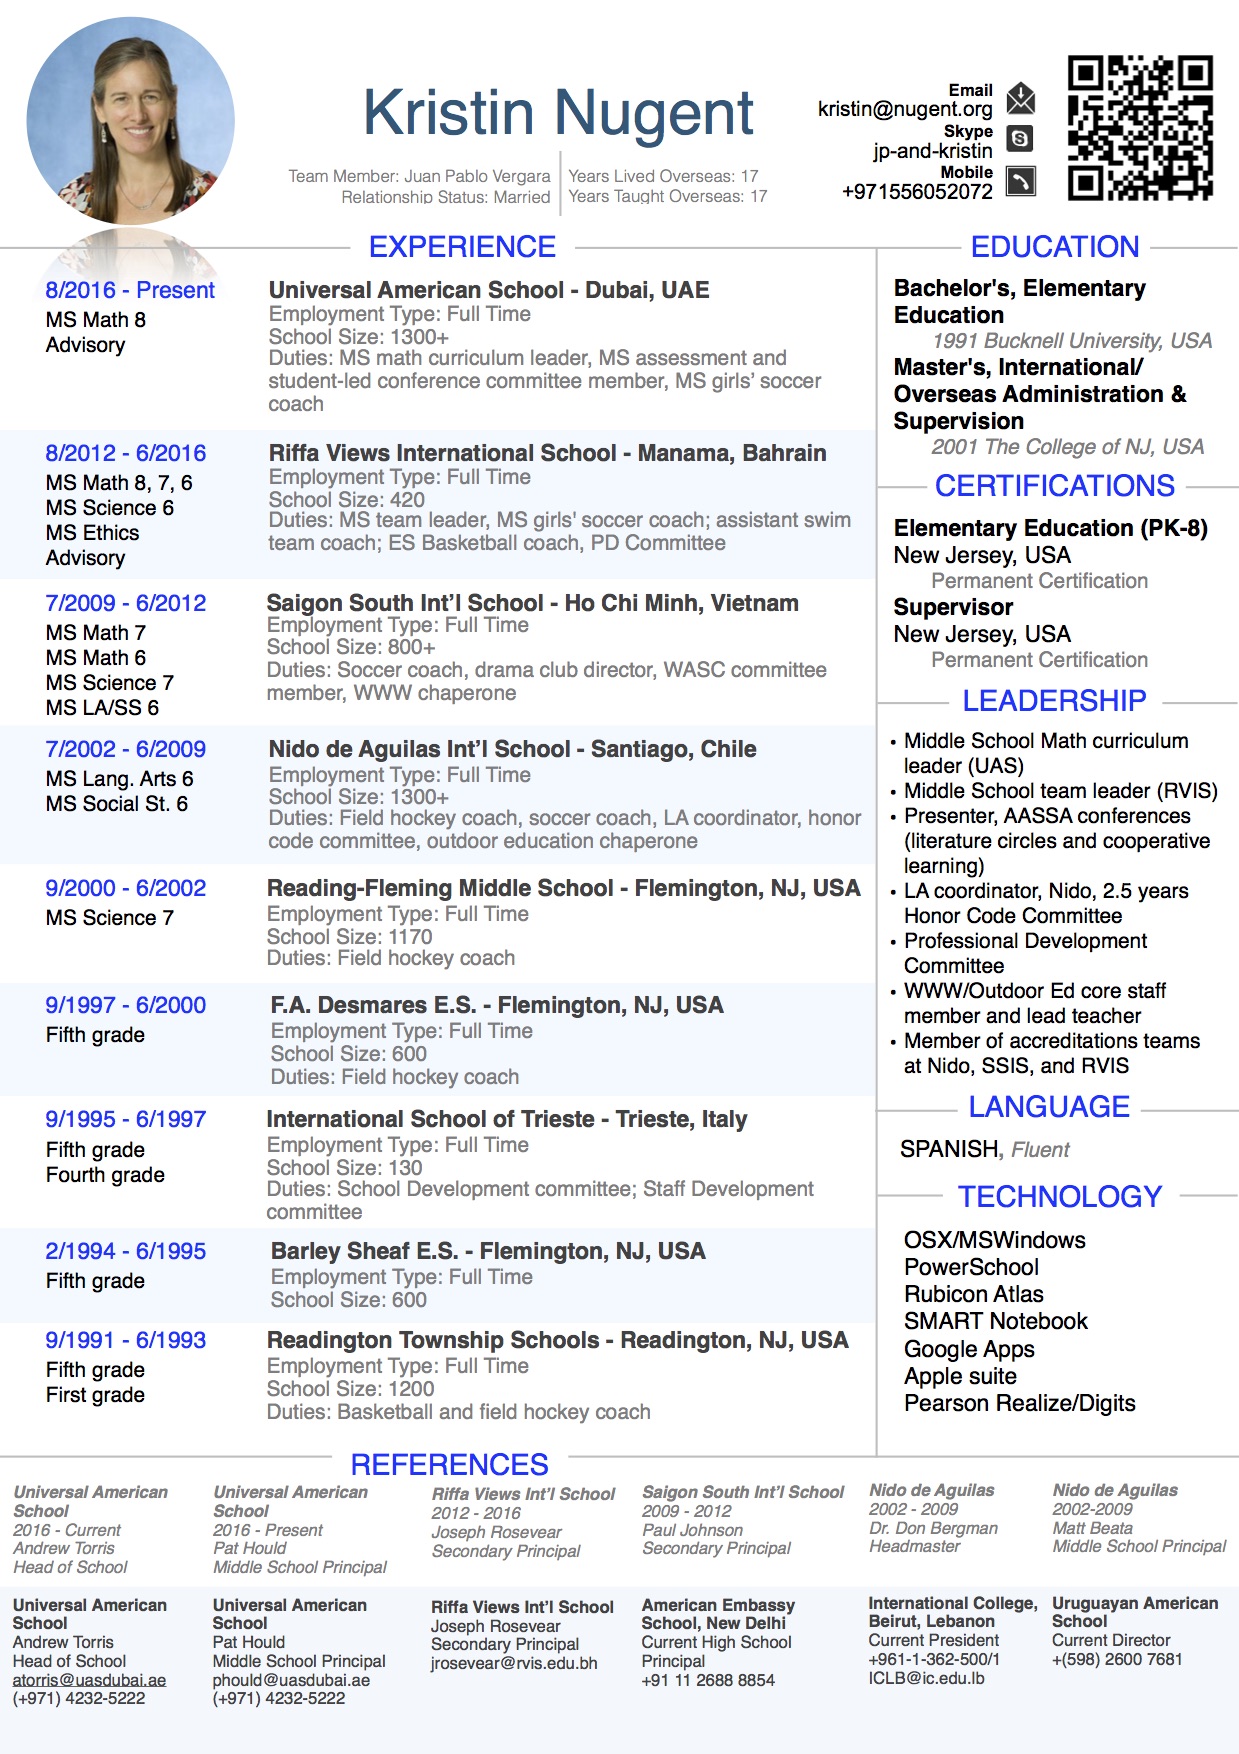 Kristin Nugent
Team Member: Juan Pablo Vergara
Relationship Status: Married
Years Lived Overseas: 17
Years Taught Overseas: 17
Email
kristin@nugent.org
Skype
jp-and-kristin
Mobile
+971556052072
EXPERIENCE
8/2016 - Present
MS Math 8
Advisory
Universal American School - Dubai, UAE
Employment Type: Full Time
School Size: 1300+
Duties: MS math curriculum leader, MS assessment and
student-led conference committee member, MS girls' soccer
coach
8/2012 - 6/2016
MS Math 8, 7, 6
MS Science 6
MS Ethics
Advisory
Riffa Views International School - Manama, Bahrain
Employment Type: Full Time
School Size: 420
Duties: MS team leader, MS girls' soccer coach; assistant swim
team coach; ES Basketball coach, PD Committee
7/2009 - 6/2012
MS Math 7
MS Math 6
MS Science 7
MS LA/SS 6
Saigon South Int'l School - Ho Chi Minh, Vietnam
Employment Type: Full Time
School Size: 800+
Duties: Soccer coach, drama club director, WASC committee
member, WWW chaperone
7/2002 - 6/2009
MS Lang. Arts 6
MS Social St. 6
Nido de Aguilas Int'l School - Santiago, Chile
Employment Type: Full Time
School Size: 1300+
Duties: Field hockey coach, soccer coach, LA coordinator, honor
code committee, outdoor education chaperone
9/2000 - 6/2002
MS Science 7
Reading-Fleming Middle School - Flemington, NJ, USA
Employment Type: Full Time
School Size: 1170
Duties: Field hockey coach
9/1997 - 6/2000
Fifth grade
F.A. Desmares E.S. - Flemington, NJ, USA
Employment Type: Full Time
School Size: 600
Duties: Field hockey coach
9/1995 - 6/1997
Fifth grade
Fourth grade
International School of Trieste - Trieste, Italy
Employment Type: Full Time
School Size: 130
Duties: School Development committee; Staff Development
committee
2/1994 - 6/1995
Fifth grade
Barley Sheaf E.S. - Flemington, NJ, USA
Employment Type: Full Time
School Size: 600
9/1991 - 6/1993
Fifth grade
First grade
Readington Township Schools - Readington, NJ, USA
Employment Type: Full Time
School Size: 1200
Duties: Basketball and field hockey coach
EDUCATION
Bachelor's, Elementary
Education
1991 Bucknell University, USA
Master's, International/
Overseas Administration &
Supervision
2001 The College of NJ, USA
CERTIFICATIONS
Elementary Education (PK-8)
New Jersey, USA
Permanent Certification
Supervisor
New Jersey, USA
Permanent Certification
LEADERSHIP
• Middle School Math curriculum
leader (UAS)
• Middle School team leader (RVIS)
• Presenter, AASSA conferences
(literature circles and cooperative
learning)
• LA coordinator, Nido, 2.5 years
Honor Code Committee
• Professional Development
Committee
• WWW/Outdoor Ed core staff
member and lead teacher
• Member of accreditations teams
at Nido, SSIS, and RVIS
LANGUAGE
SPANISH, Fluent
TECHNOLOGY
OSX/MSWindows
PowerSchool
Rubicon Atlas
SMART Notebook
Google Apps
Apple suite
Pearson Realize/Digits
REFERENCES
Universal American
School
2016 - Current
Andrew Torris
Head of School
Universal American
School
2016 - Present
Pat Hould
Middle School Principal
Riffa Views Int'l School
2012 - 2016
Joseph Rosevear
Secondary Principal
Saigon South Int'l School
2009 - 2012
Paul Johnson
Secondary Principal
Nido de Aguilas
2002 - 2009
Dr. Don Bergman
Headmaster
Nido de Aguilas
2002-2009
Matt Beata
Middle School Principal
Universal American
School
Andrew Torris
Head of School
atorris@uasdubai.ae
(+971) 4232-5222
Universal American
School
Pat Hould
Middle School Principal
phould@uasdubai.ae
(+971) 4232-5222
Riffa Views Int'l School
Joseph Rosevear
Secondary Principal
jrosevear@rvis.edu.bh
American Embassy
School, New Delhi
Current High School
Principal
+91 11 2688 8854
International College,
Beirut, Lebanon
Current President
+961-1-362-500/1
ICLB@ic.edu.lb
Uruguayan American
School
Current Director
+(598) 2600 7681